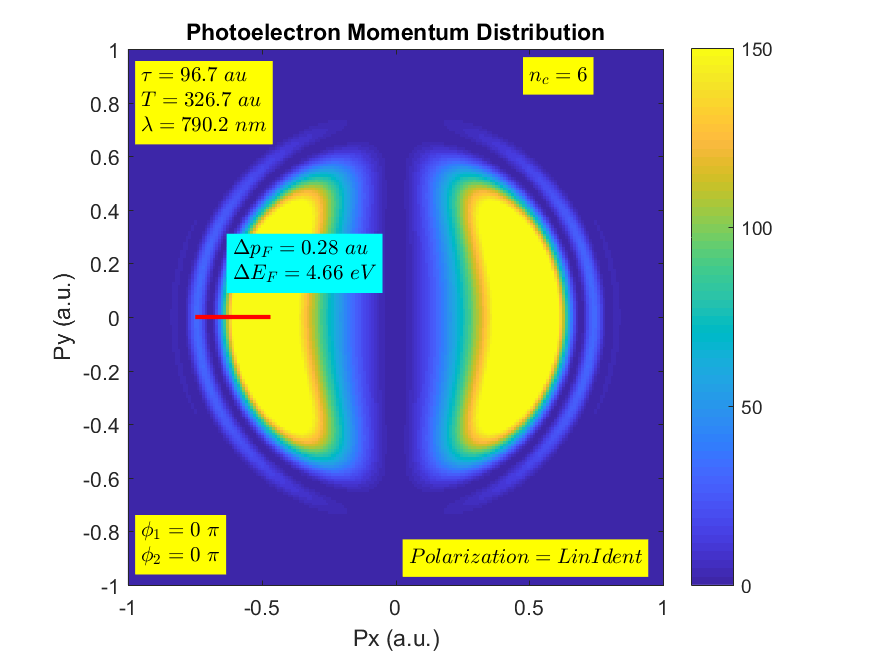 Photoelectron Momentum Distribution
τ = 96.7 au
T = 326.7 au
λ = 790.2 nm
n_c = 6
Δp_F = 0.28 au
ΔE_F = 4.66 eV
ϕ_1 = 0 π
ϕ_2 = 0 π
Polarization = LinIdent
1
0.8
0.6
0.4
0.2
0
-0.2
-0.4
-0.6
-0.8
-1
Py (a.u.)
-1
-0.5
0
0.5
1
Px (a.u.)
150
100
50
0